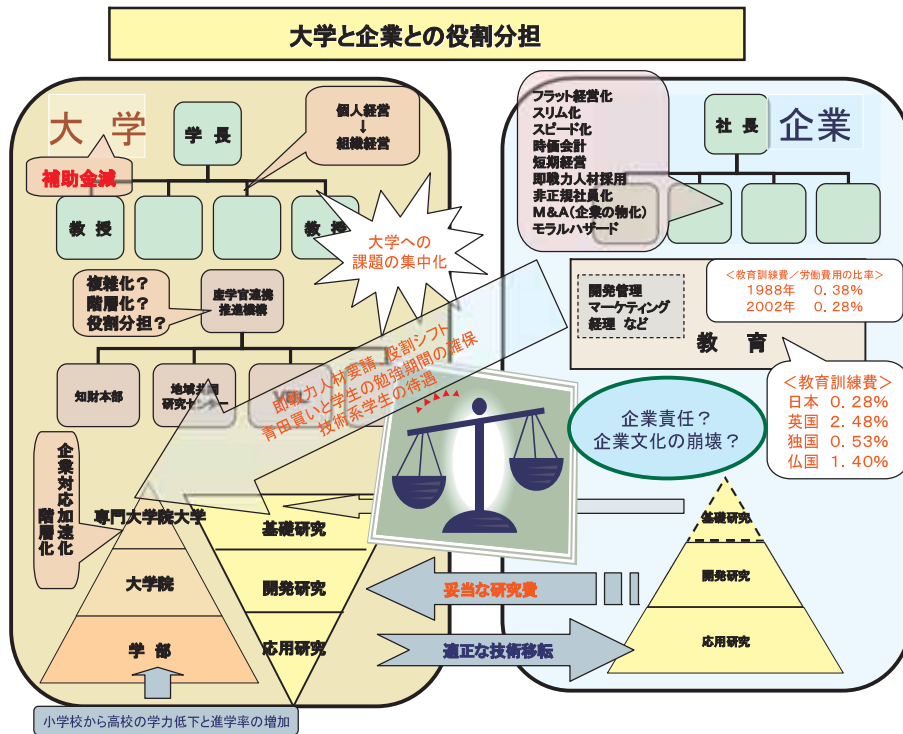 大学と企業との役割分担
大 学
学 長
個人経営
↓
組織経営
補助金減
教 授
教 授
大学への
課題の集中化
複雑化？
階層化？
役割分担？
産学官連携
推進機構
知財本部
地域共同
研究センター
即戦力人材要請　役割シフト
青田買いと学生の勉強期間の確保
技術系学生の待遇
企業対応加速化
階層化
専門大学院大学
大学院
学 部
基礎研究
開発研究
応用研究
小学校から高校の学力低下と進学率の増加
企業
社 長
フラット経営化
スリム化
スピード化
時価会計
短期経営
即戦力人材採用
非正規社員化
M&A（企業の物化）
モラルハザード
開発管理
マーケティング
経理 など
教 育
＜教育訓練費／労働費用の比率＞
1988年　0.38%
2002年　0.28%
＜教育訓練費＞
日本 0.28%
英国 2.48%
独国 0.53%
仏国 1.40%
企業責任？
企業文化の崩壊？
基礎研究
開発研究
応用研究
妥当な研究費
適正な技術移転